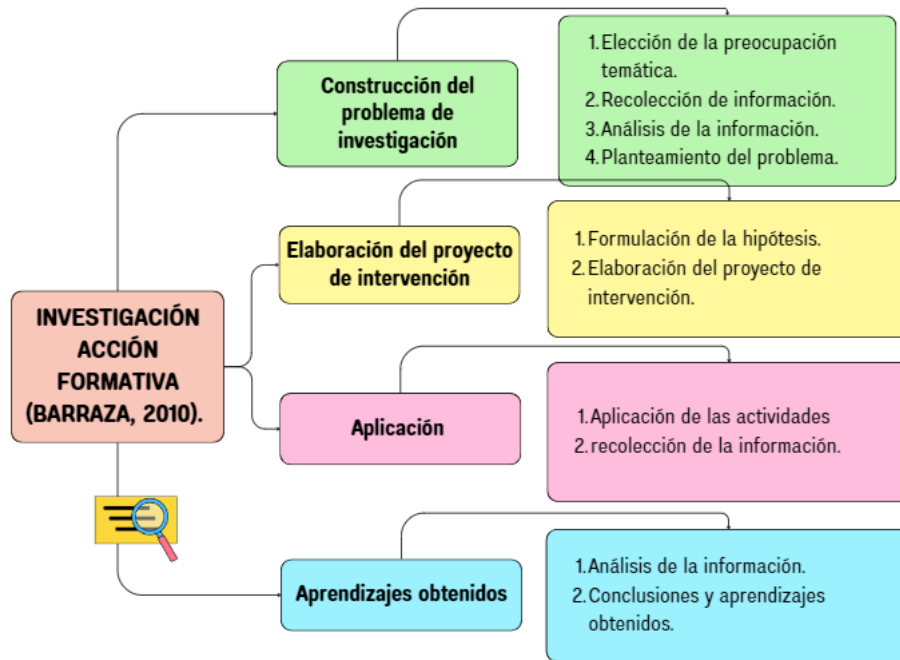 INVESTIGACIÓN
ACCIÓN
FORMATIVA
(BARRAZA, 2010).
Construcción del
problema de
investigación
1. Elección de la preocupación
temática.
2. Recolección de información.
3. Análisis de la información.
4. Planteamiento del problema.
Elaboración del proyecto
de intervención
1. Formulación de la hipótesis.
2. Elaboración del proyecto de
intervención.
Aplicación
1. Aplicación de las actividades
2. recolección de la información.
Aprendizajes obtenidos
1. Análisis de la información.
2. Conclusiones y aprendizajes
obtenidos.